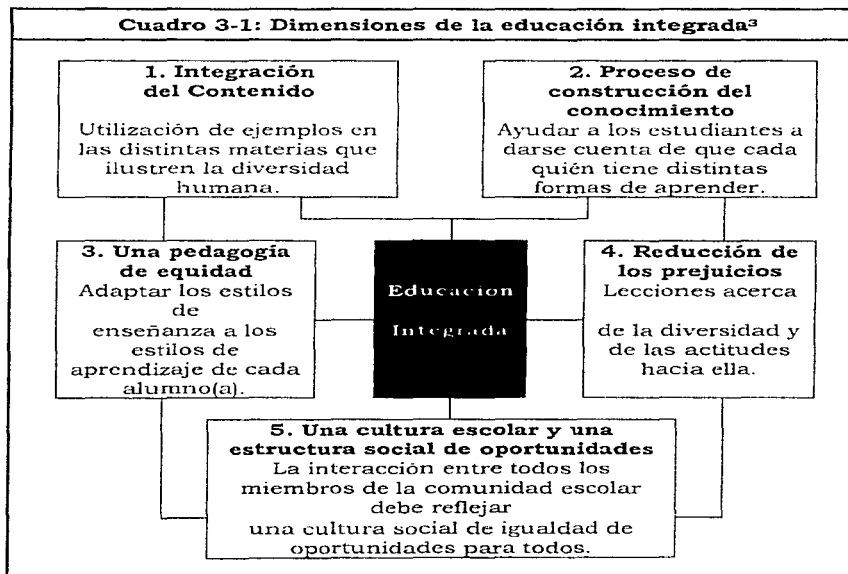 Cuadro 3-1: Dimensiones de la educación integrada³
1. Integración
del Contenido
Utilización de ejemplos en
las distintas materias que
ilustren la diversidad
humana.
2. Proceso de
construcción del
conocimiento
Ayudar a los estudiantes a
darse cuenta de que cada
quién tiene distintas
formas de aprender.
3. Una pedagogía
de equidad
Adaptar los estilos
de
enseñanza a los
estilos de
aprendizaje de cada
alumno(a).
Educacion
Integrada
4. Reducción de
los prejuicios
Lecciones acerca
de la diversidad y
de las actitudes
hacia ella.
5. Una cultura escolar y una
estructura social de oportunidades
La interacción entre todos los
miembros de la comunidad escolar
debe reflejar
una cultura social de igualdad de
oportunidades para todos.